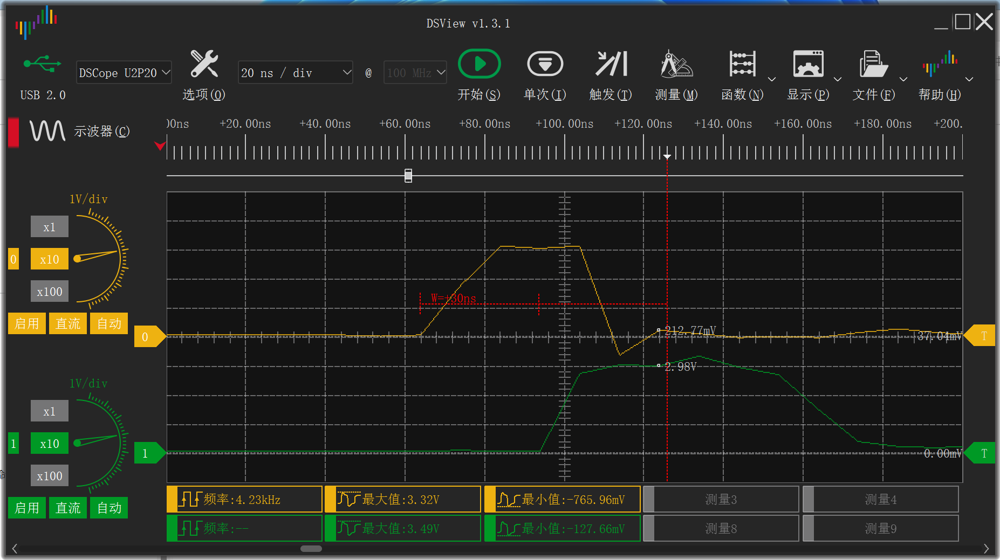 DSView v1.3.1
USB 2.0
DSCope U2P20
选项(O)
20 ns / div
@
100 MHz
开始(S)
单次(I)
触发(T)
测量(M)
函数(N)
显示(P)
文件(F)
帮助(H)
示波器(C)
00ns +20.00ns +40.00ns +60.00ns +80.00ns +100.00ns +120.00ns +140.00ns +160.00ns +180.00ns +200.
1V/div
x1
0
x10
x100
启用 直流 自动
W=+30ns
0
212.77mV
37.04mV
T
2.98V
1V/div
x1
1
x10
x100
启用 直流 自动
1
0.00mV
T
频率:4.23kHz 最大值:3.32V 最小值:-765.96mV 测量3 测量4
频率:-- 最大值:3.49V 最小值:-127.66mV 测量8 测量9